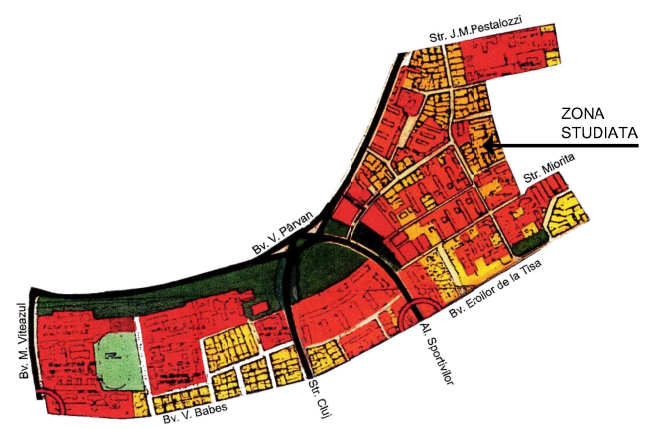 Str. J.M.Pestalozzi
ZONA
STUDIATA
Str. Miorita
Bv. V. Pârvan
Bv. Eroilor de la Tisa
Bv. M. Viteazul
Al. Sportivilor
Str. Cluj
Bv. V. Babes